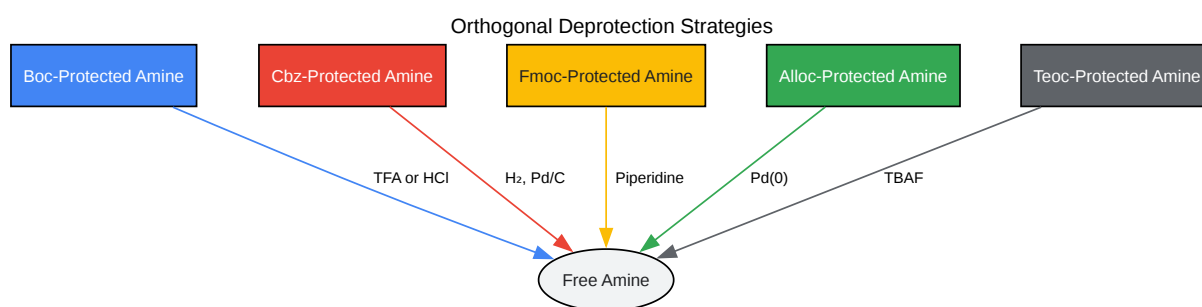 Orthogonal Deprotection Strategies
Boc-Protected Amine
Cbz-Protected Amine
Fmoc-Protected Amine
Alloc-Protected Amine
Teoc-Protected Amine
TFA or HCl
H₂, Pd/C
Piperidine
Pd(0)
TBAF
Free Amine